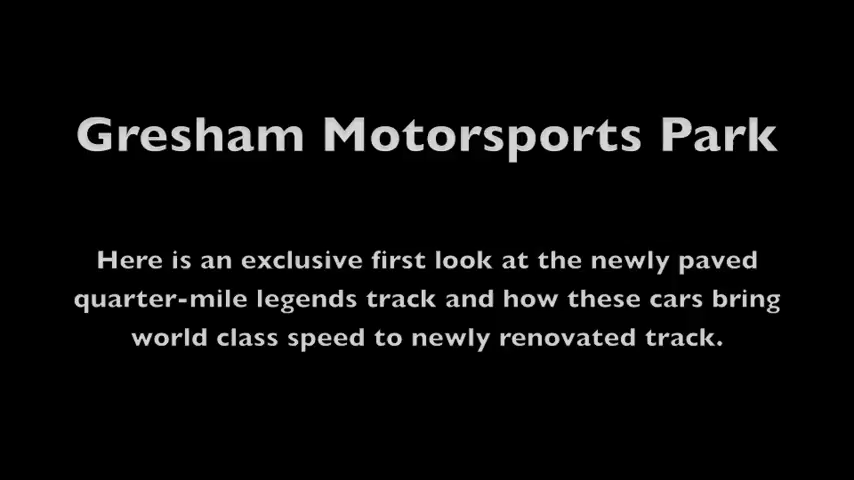 Gresham Motorsports Park
Here is an exclusive first look at the newly paved
quarter-mile legends track and how these cars bring
world class speed to newly renovated track.